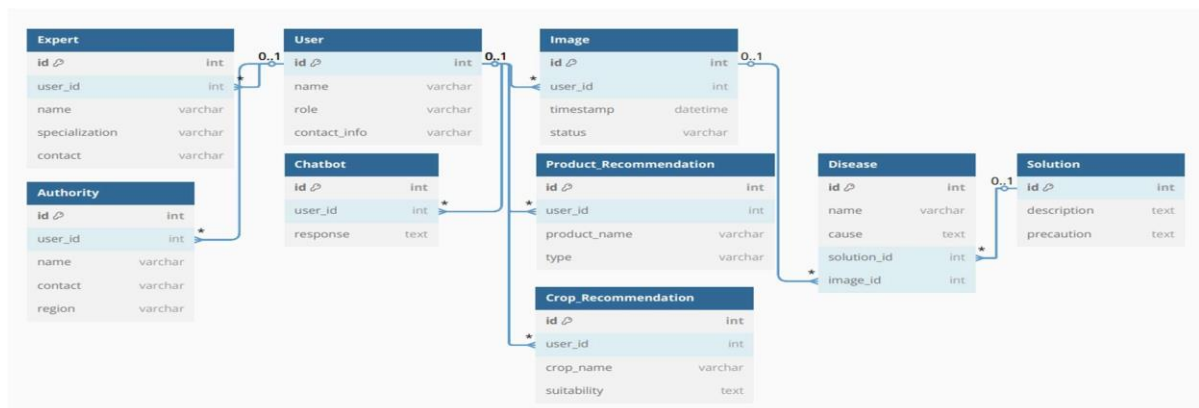 Expert
id int
user_id int
name varchar
specialization varchar
contact varchar
Authority
id int
user_id int
name varchar
contact varchar
region varchar
User
id int
name varchar
role varchar
contact_info varchar
Chatbot
id int
user_id int
response text
Image
id int
user_id int
timestamp datetime
status varchar
Product_Recommendation
id int
user_id int
product_name varchar
type varchar
Crop_Recommendation
id int
user_id int
crop_name varchar
suitability text
Disease
id int
name varchar
cause text
solution_id int
image_id int
Solution
id int
description text
precaution text
0..1
0..1
0..1
0..1
*
*
*
*
*
*
*
*